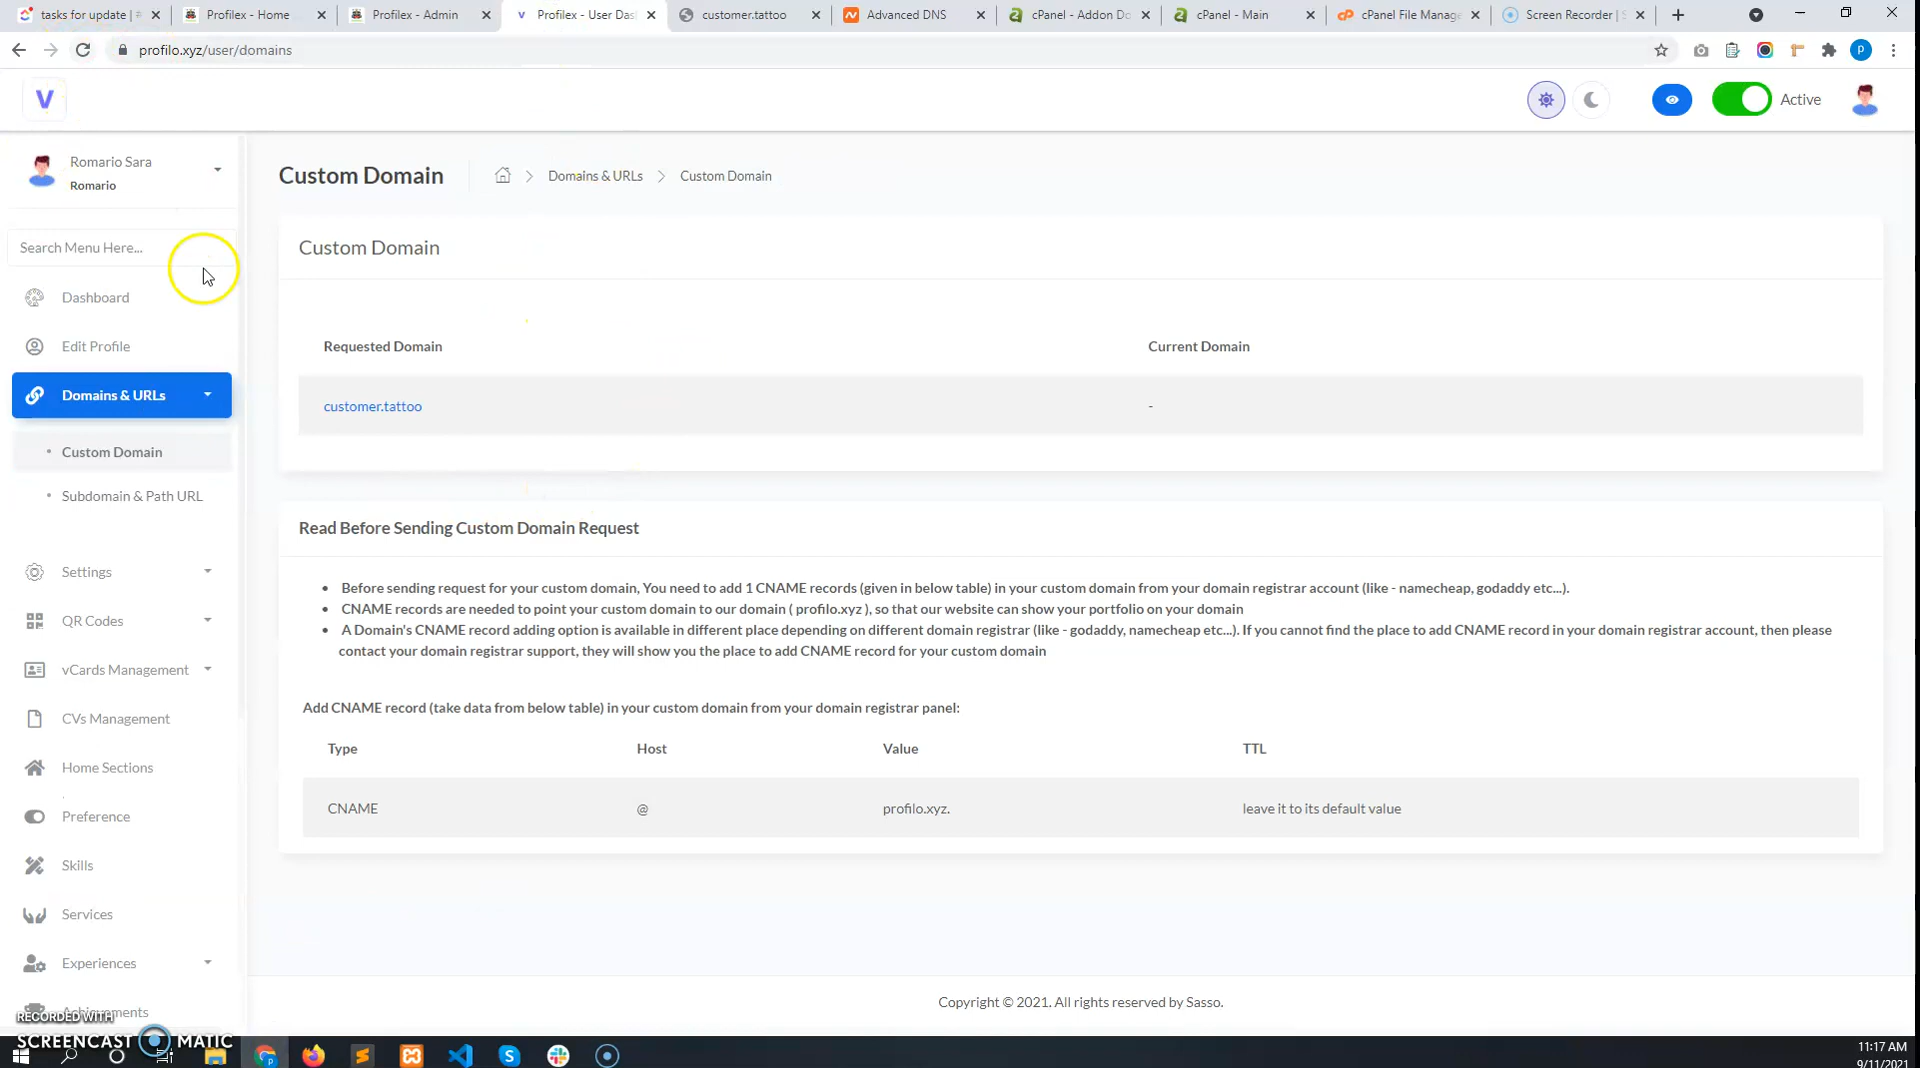 tasks for update | #
Profilex - Home
Profilex - Admin
Profilex - User Das
customer.tattoo
Advanced DNS
cPanel - Addon Do
cPanel - Main
cPanel File Manage
Screen Recorder | S
profilo.xyz/user/domains
P
V
Active
Romario Sara
Romario
Search Menu Here...
Dashboard
Edit Profile
Domains & URLs
Custom Domain
Subdomain & Path URL
Settings
QR Codes
vCards Management
CVs Management
Home Sections
Preference
Skills
Services
Experiences
Achievements
Custom Domain
Domains & URLs
Custom Domain
Custom Domain
Requested Domain
Current Domain
customer.tattoo
-
Read Before Sending Custom Domain Request
• Before sending request for your custom domain, You need to add 1 CNAME records (given in below table) in your custom domain from your domain registrar account (like - namecheap, godaddy etc...).
• CNAME records are needed to point your custom domain to our domain ( profilo.xyz ), so that our website can show your portfolio on your domain
• A Domain's CNAME record adding option is available in different place depending on different domain registrar (like - godaddy, namecheap etc...). If you cannot find the place to add CNAME record in your domain registrar account, then please
contact your domain registrar support, they will show you the place to add CNAME record for your custom domain
Add CNAME record (take data from below table) in your custom domain from your domain registrar panel:
Type Host Value TTL
CNAME @ profilo.xyz. leave it to its default value
Copyright © 2021. All rights reserved by Sasso.
RECORDED WITH
SCREENCAST MATIC
11:17 AM
9/11/2021